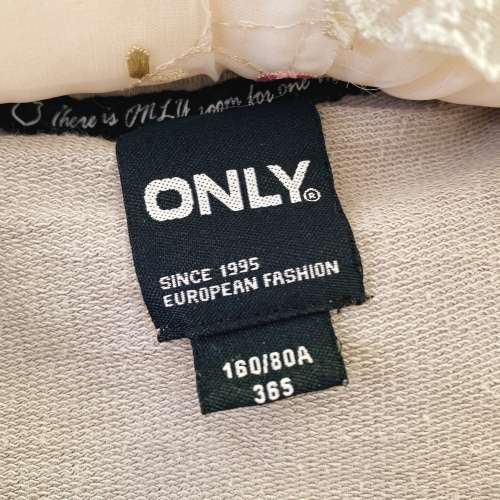 There is ONLY room for one
ONLY®
SINCE 1995
EUROPEAN FASHION
160/80A
36S